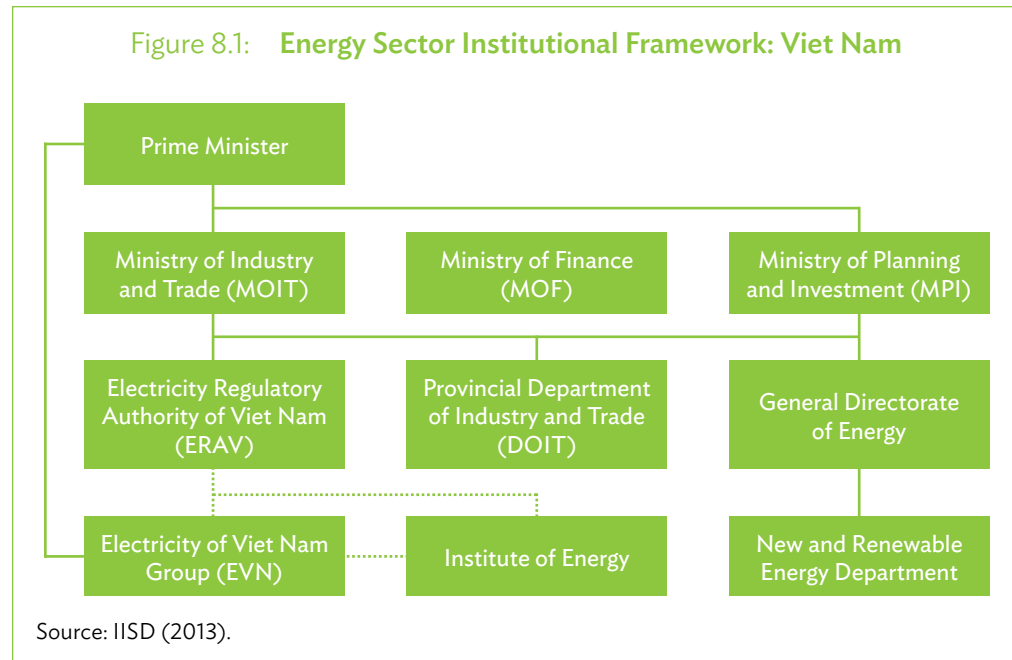 Figure 8.1: Energy Sector Institutional Framework: Viet Nam
Prime Minister
Ministry of Industry
and Trade (MOIT)
Ministry of Finance
(MOF)
Ministry of Planning
and Investment (MPI)
Electricity Regulatory
Authority of Viet Nam
(ERAV)
Provincial Department
of Industry and Trade
(DOIT)
General Directorate
of Energy
Electricity of Viet Nam
Group (EVN)
Institute of Energy
New and Renewable
Energy Department
Source: IISD (2013).